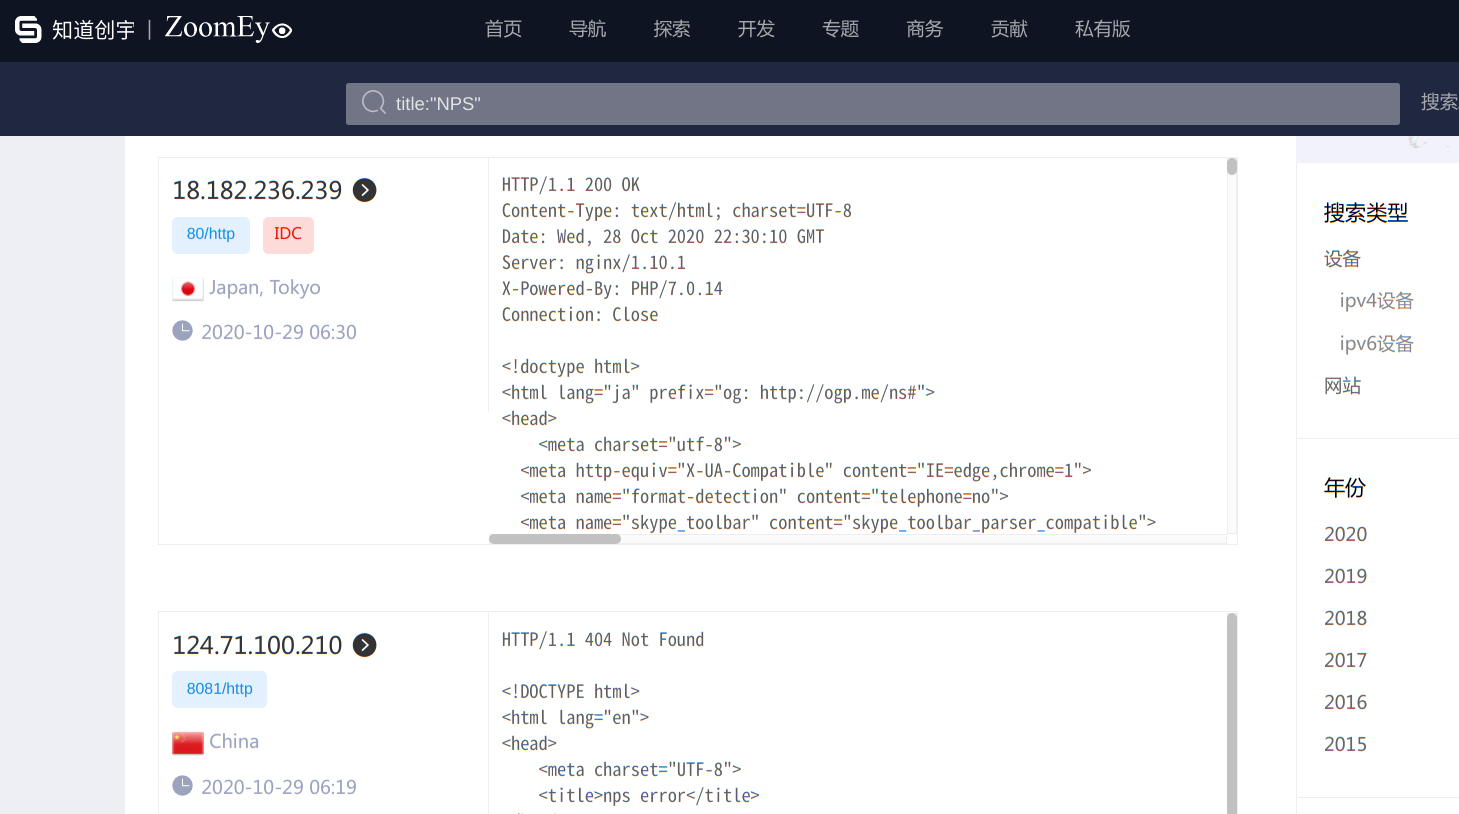 知道创宇 | ZoomEye
首页 导航 探索 开发 专题 商务 贡献 私有版
title:"NPS"
搜索
18.182.236.239
80/http IDC
Japan, Tokyo
2020-10-29 06:30
HTTP/1.1 200 OK
Content-Type: text/html; charset=UTF-8
Date: Wed, 28 Oct 2020 22:30:10 GMT
Server: nginx/1.10.1
X-Powered-By: PHP/7.0.14
Connection: Close
<!doctype html>
<html lang="ja" prefix="og: http://ogp.me/ns#">
<head>
<meta charset="utf-8">
<meta http-equiv="X-UA-Compatible" content="IE=edge,chrome=1">
<meta name="format-detection" content="telephone=no">
<meta name="skype_toolbar" content="skype_toolbar_parser_compatible">
124.71.100.210
8081/http
China
2020-10-29 06:19
HTTP/1.1 404 Not Found
<!DOCTYPE html>
<html lang="en">
<head>
<meta charset="UTF-8">
<title>nps error</title>
搜索类型
设备
ipv4设备
ipv6设备
网站
年份
2020
2019
2018
2017
2016
2015